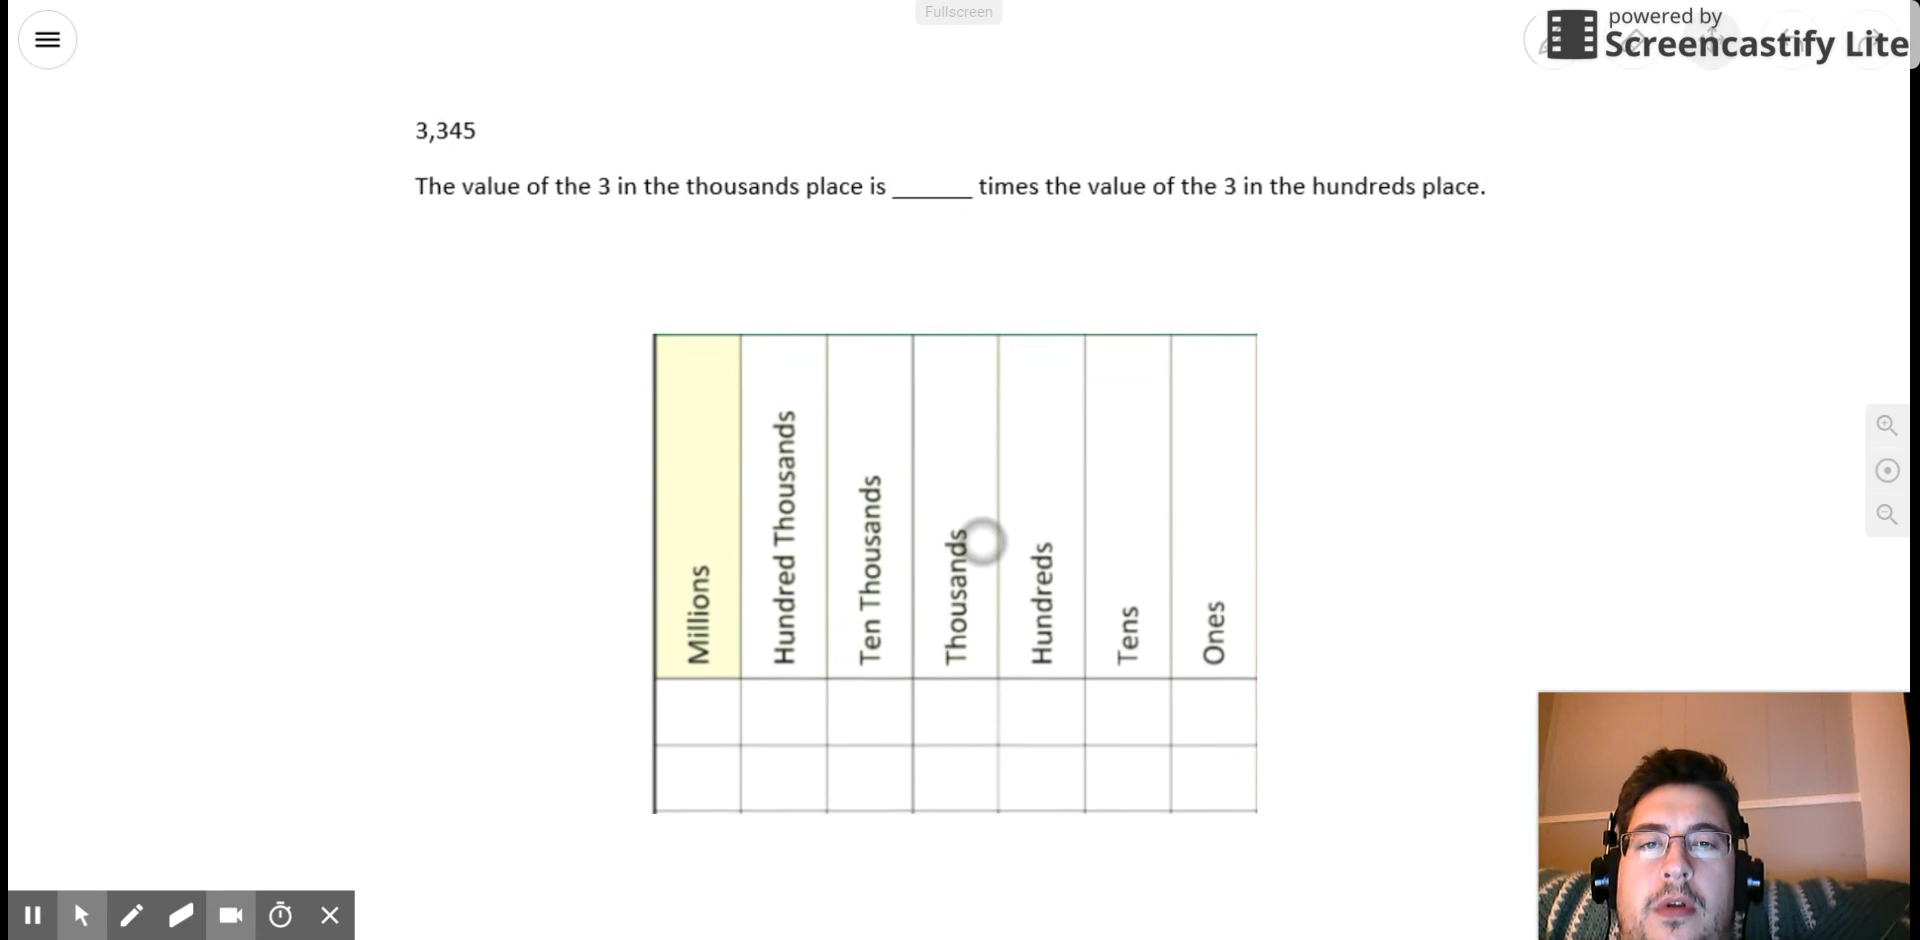 Fullscreen
powered by
Screencastify Lite
3,345
The value of the 3 in the thousands place is ______ times the value of the 3 in the hundreds place.
Millions
Hundred Thousands
Ten Thousands
Thousands
Hundreds
Tens
Ones